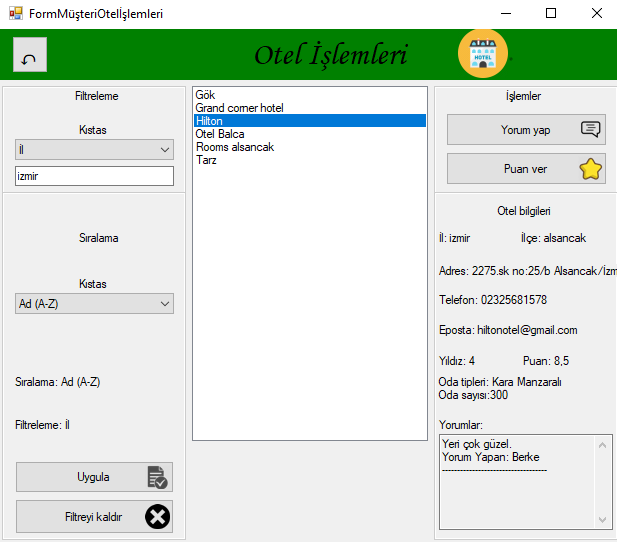 FormMüşteriOtelİşlemleri
Otel İşlemleri
HOTEL
Filtreleme
Kıstas
İl
izmir
Sıralama
Kıstas
Ad (A-Z)
Sıralama: Ad (A-Z)
Filtreleme: İl
Uygula
Filtreyi kaldır
Gök
Grand corner hotel
Hilton
Otel Balca
Rooms alsancak
Tarz
İşlemler
Yorum yap
Puan ver
Otel bilgileri
İl: izmir İlçe: alsancak
Adres: 2275.sk no:25/b Alsancak/İzm
Telefon: 02325681578
Eposta: hiltonotel@gmail.com
Yıldız: 4 Puan: 8,5
Oda tipleri: Kara Manzaralı
Oda sayısı:300
Yorumlar:
Yeri çok güzel.
Yorum Yapan: Berke
-----------------------------------